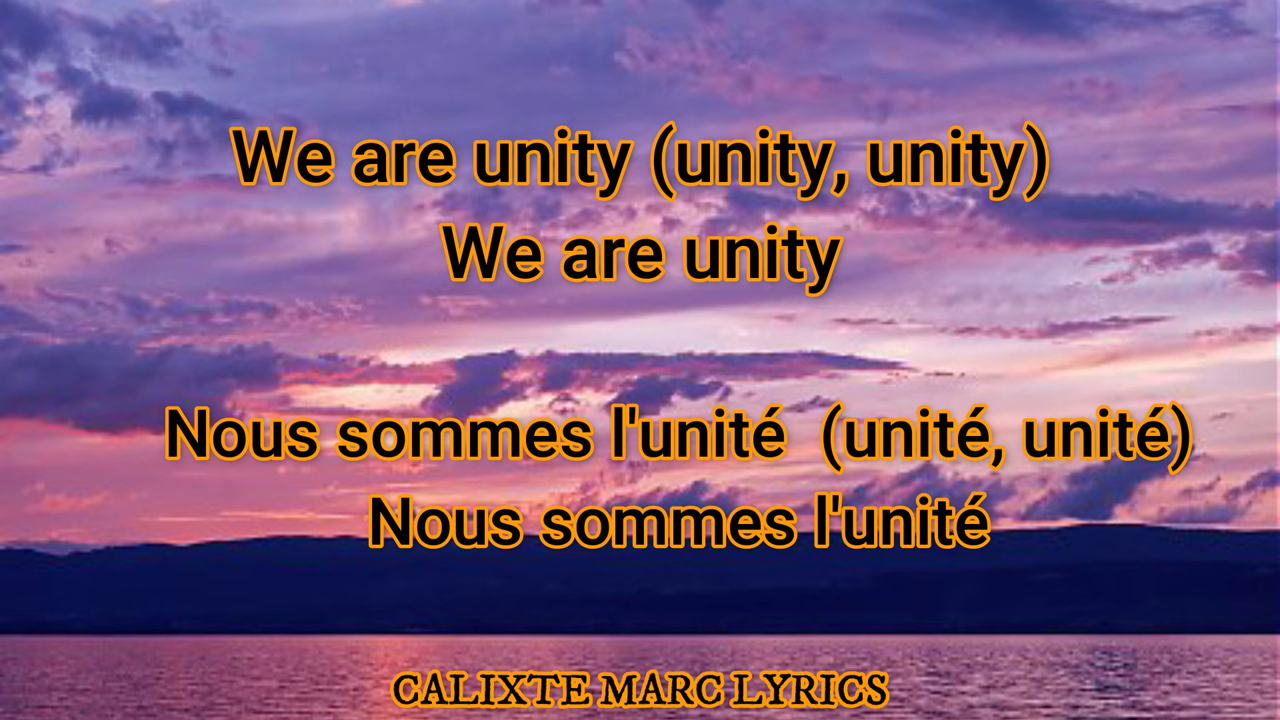 We are unity (unity, unity)
We are unity
Nous sommes l'unité (unité, unité)
Nous sommes l'unité
CALIXTE MARC LYRICS